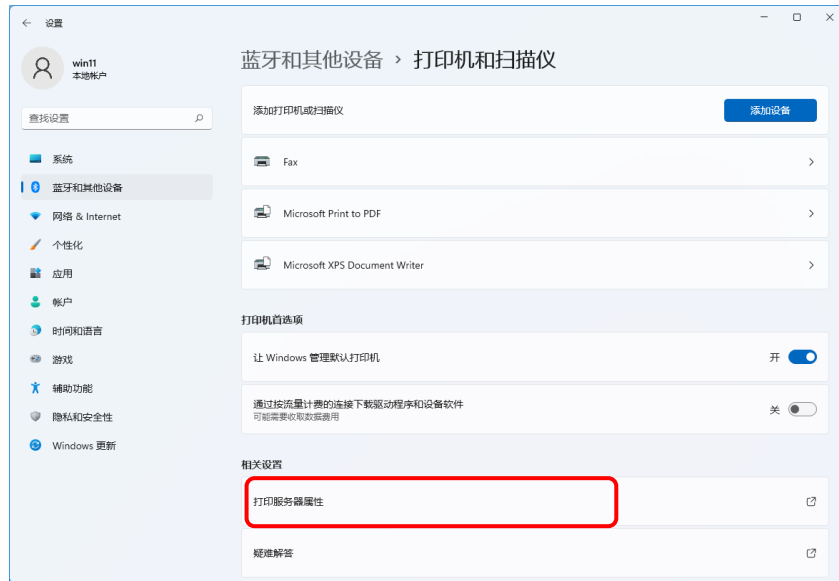 设置
win11
本地帐户
查找设置
系统
蓝牙和其他设备
网络 & Internet
个性化
应用
帐户
时间和语言
游戏
辅助功能
隐私和安全性
Windows 更新
蓝牙和其他设备 › 打印机和扫描仪
添加打印机或扫描仪
添加设备
Fax
Microsoft Print to PDF
Microsoft XPS Document Writer
打印机首选项
让 Windows 管理默认打印机
开
通过按流量计费的连接下载驱动程序和设备软件
可能需要收取数据费用
关
相关设置
打印服务器属性
疑难解答